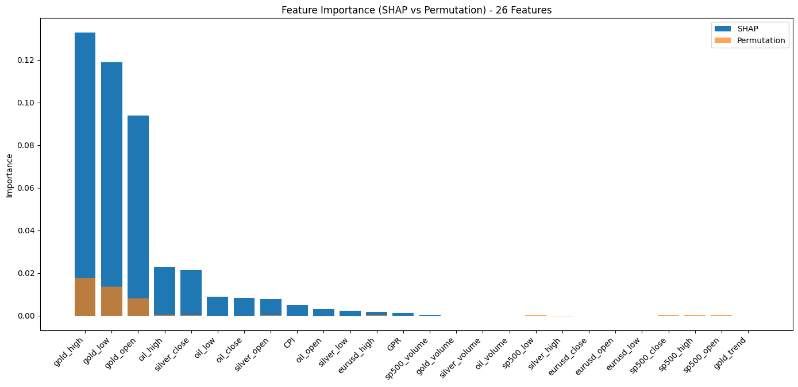 Feature Importance (SHAP vs Permutation) - 26 Features
SHAP
Permutation
Importance
0.12
0.10
0.08
0.06
0.04
0.02
0.00
gold_high
gold_low
gold_open
oil_high
silver_close
oil_low
oil_close
silver_open
CPI
oil_open
silver_low
eurusd_high
GPR
sp500_volume
gold_volume
silver_volume
oil_volume
sp500_low
silver_high
eurusd_close
eurusd_open
eurusd_low
sp500_close
sp500_high
sp500_open
gold_trend